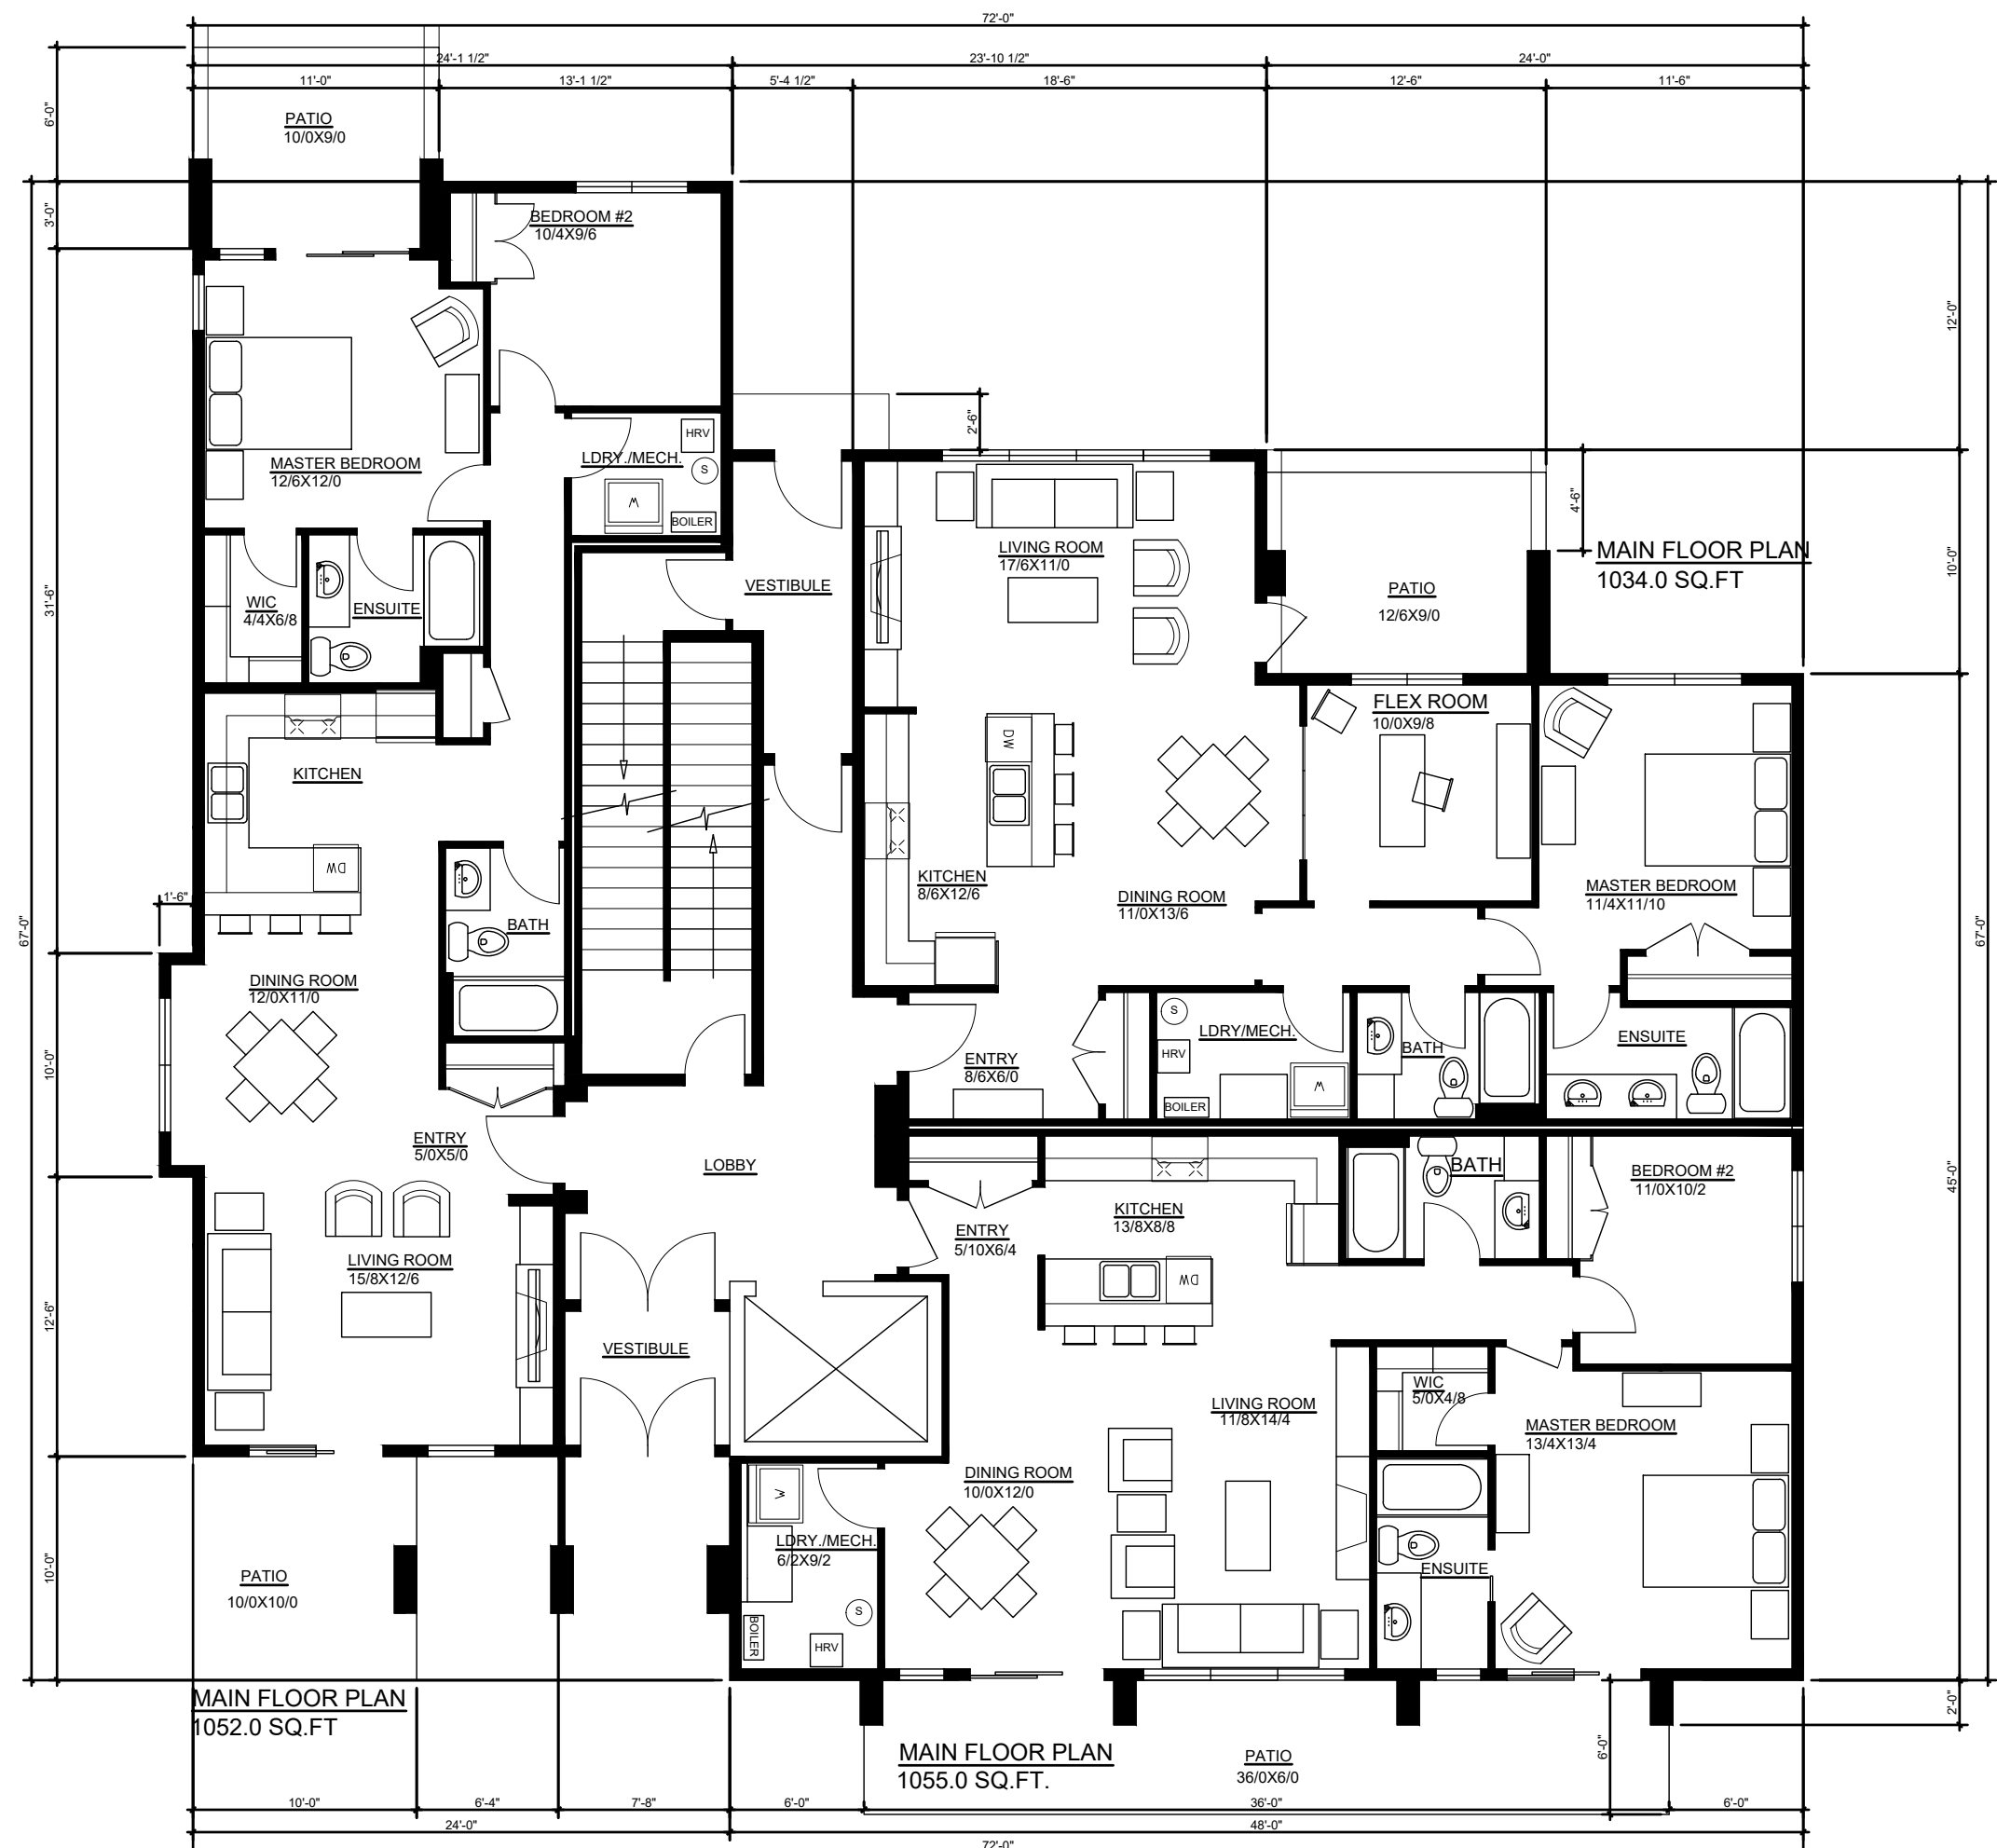 72'-0"
24'-1 1/2"
23'-10 1/2"
24'-0"
11'-0"
13'-1 1/2"
5'-4 1/2"
18'-6"
12'-6"
11'-6"
6'-0"
3'-0"
31'-6"
67'-0"
1'-6"
10'-0"
12'-6"
10'-0"
PATIO
10/0X9/0
BEDROOM #2
10/4X9/6
MASTER BEDROOM
12/6X12/0
LDRY./MECH.
HRV
S
W
BOILER
WIC
4/4X6/8
ENSUITE
VESTIBULE
KITCHEN
DW
BATH
DINING ROOM
12/0X11/0
ENTRY
5/0X5/0
LOBBY
LIVING ROOM
15/8X12/6
VESTIBULE
PATIO
10/0X10/0
MAIN FLOOR PLAN
1052.0 SQ.FT
2'-6"
4'-6"
LIVING ROOM
17/6X11/0
PATIO
12/6X9/0
MAIN FLOOR PLAN
1034.0 SQ.FT
FLEX ROOM
10/0X9/8
DW
KITCHEN
8/6X12/6
DINING ROOM
11/0X13/6
MASTER BEDROOM
11/4X11/10
ENTRY
8/6X6/0
S
LDRY/MECH.
HRV
BOILER
W
BATH
ENSUITE
12'-0"
10'-0"
67'-0"
45'-0"
2'-0"
KITCHEN
13/8X8/8
ENTRY
5/10X6/4
DW
BATH
BEDROOM #2
11/0X10/2
WIC
5/0X4/8
LIVING ROOM
11/8X14/4
MASTER BEDROOM
13/4X13/4
DINING ROOM
10/0X12/0
W
LDRY./MECH.
6/2X9/2
S
BOILER
HRV
ENSUITE
MAIN FLOOR PLAN
1055.0 SQ.FT.
PATIO
36/0X6/0
6'-0"
10'-0"
6'-4"
7'-8"
6'-0"
36'-0"
6'-0"
24'-0"
48'-0"
72'-0"